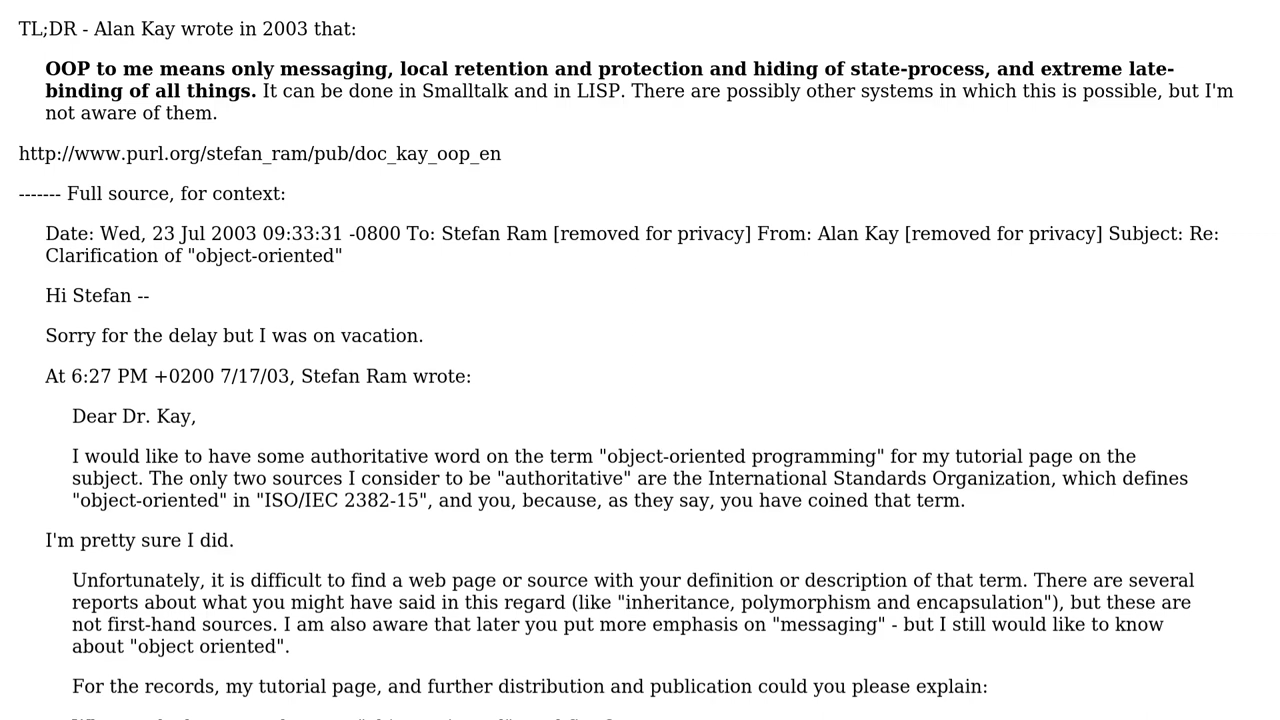 TL;DR - Alan Kay wrote in 2003 that:
OOP to me means only messaging, local retention and protection and hiding of state-process, and extreme late-
binding of all things. It can be done in Smalltalk and in LISP. There are possibly other systems in which this is possible, but I'm
not aware of them.
http://www.purl.org/stefan_ram/pub/doc_kay_oop_en
------- Full source, for context:
Date: Wed, 23 Jul 2003 09:33:31 -0800 To: Stefan Ram [removed for privacy] From: Alan Kay [removed for privacy] Subject: Re:
Clarification of "object-oriented"
Hi Stefan --
Sorry for the delay but I was on vacation.
At 6:27 PM +0200 7/17/03, Stefan Ram wrote:
Dear Dr. Kay,
I would like to have some authoritative word on the term "object-oriented programming" for my tutorial page on the
subject. The only two sources I consider to be "authoritative" are the International Standards Organization, which defines
"object-oriented" in "ISO/IEC 2382-15", and you, because, as they say, you have coined that term.
I'm pretty sure I did.
Unfortunately, it is difficult to find a web page or source with your definition or description of that term. There are several
reports about what you might have said in this regard (like "inheritance, polymorphism and encapsulation"), but these are
not first-hand sources. I am also aware that later you put more emphasis on "messaging" - but I still would like to know
about "object oriented".
For the records, my tutorial page, and further distribution and publication could you please explain: